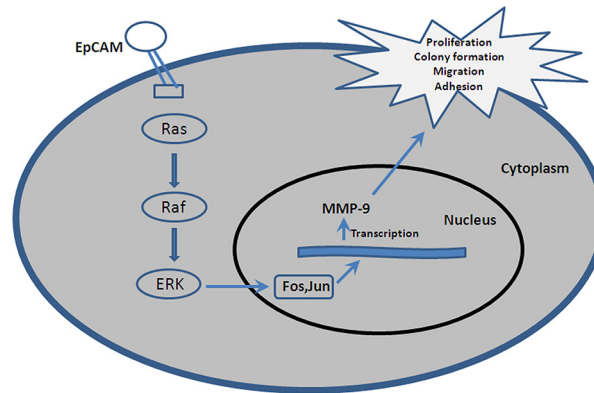 EpCAM
Proliferation
Colony formation
Migration
Adhesion
Ras
Raf
ERK
Cytoplasm
MMP-9
Nucleus
Transcription
Fos,Jun